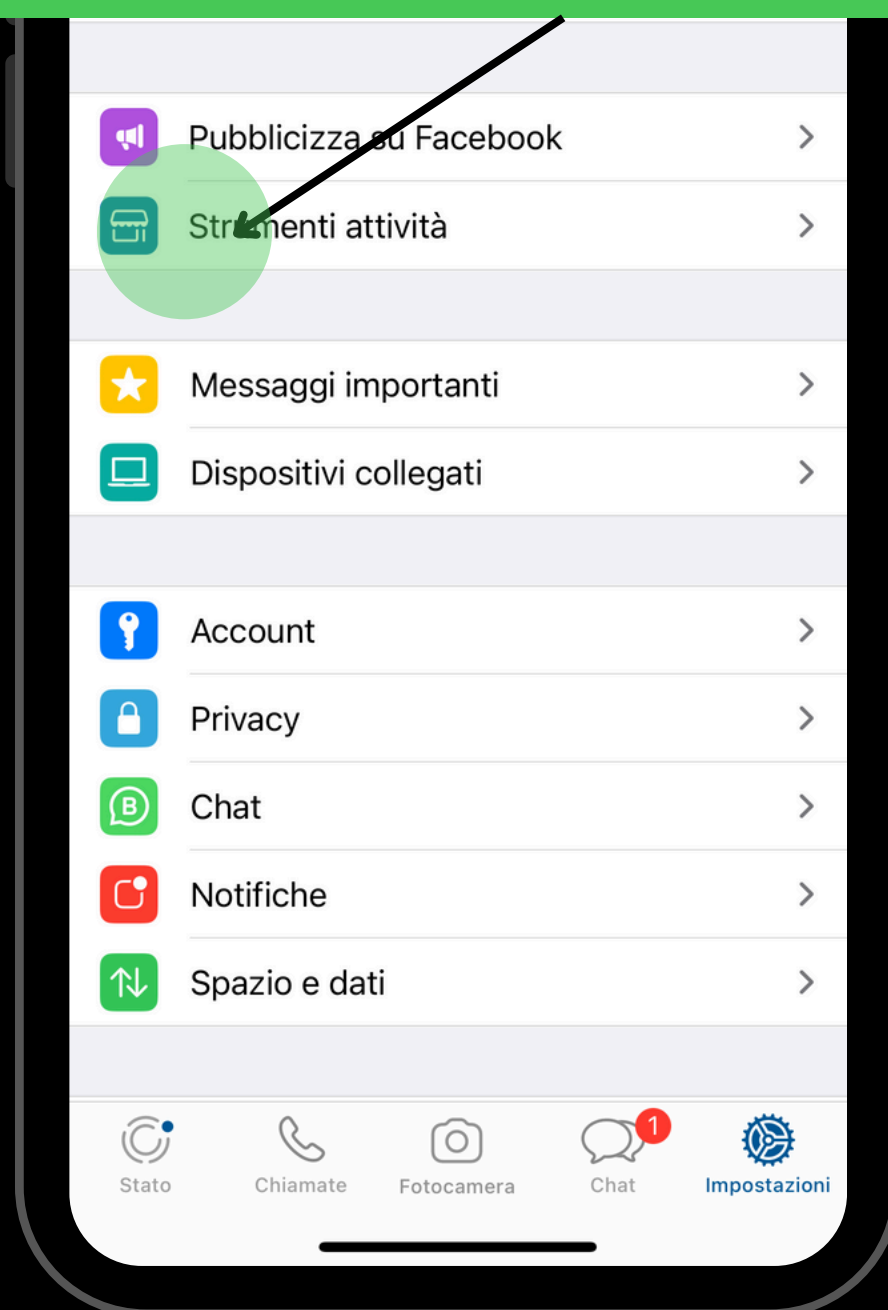 Pubblicizza su Facebook
Strumenti attività
Messaggi importanti
Dispositivi collegati
Account
Privacy
B
Chat
Notifiche
Spazio e dati
1
Stato
Chiamate
Fotocamera
Chat
Impostazioni